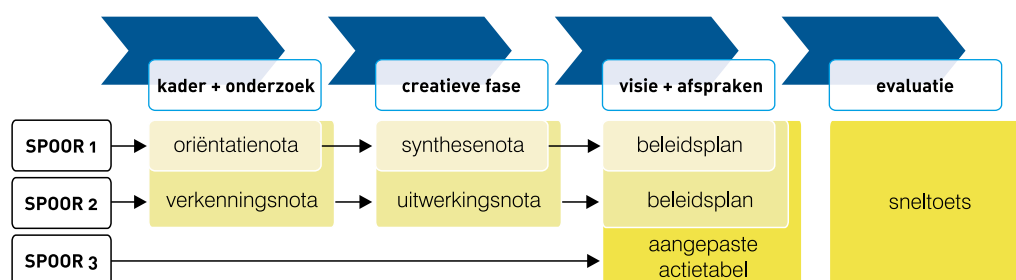 kader + onderzoek
creatieve fase
visie + afspraken
evaluatie
SPOOR 1
oriëntatienota
synthesenota
beleidsplan
SPOOR 2
verkenningsnota
uitwerkingsnota
beleidsplan
sneltoets
SPOOR 3
aangepaste
actietabel